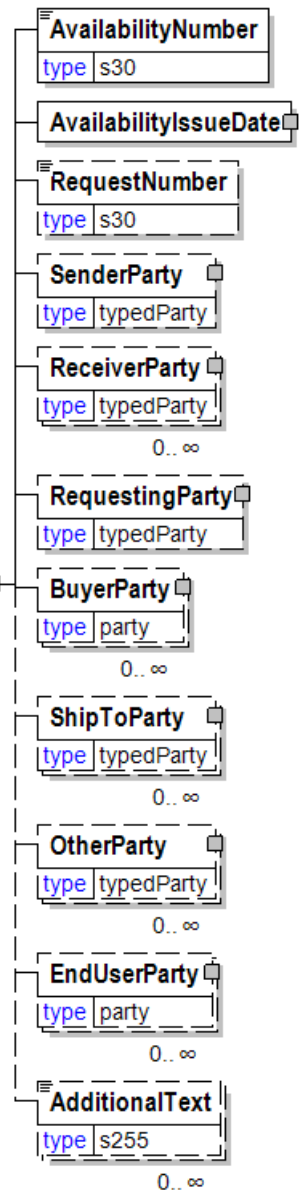 AvailabilityNumber
type s30
AvailabilityIssueDate
RequestNumber
type s30
SenderParty
type typedParty
ReceiverParty
type typedParty
0.. ∞
RequestingParty
type typedParty
BuyerParty
type party
0.. ∞
ShipToParty
type typedParty
0.. ∞
OtherParty
type typedParty
0.. ∞
EndUserParty
type party
0.. ∞
AdditionalText
type s255
0.. ∞